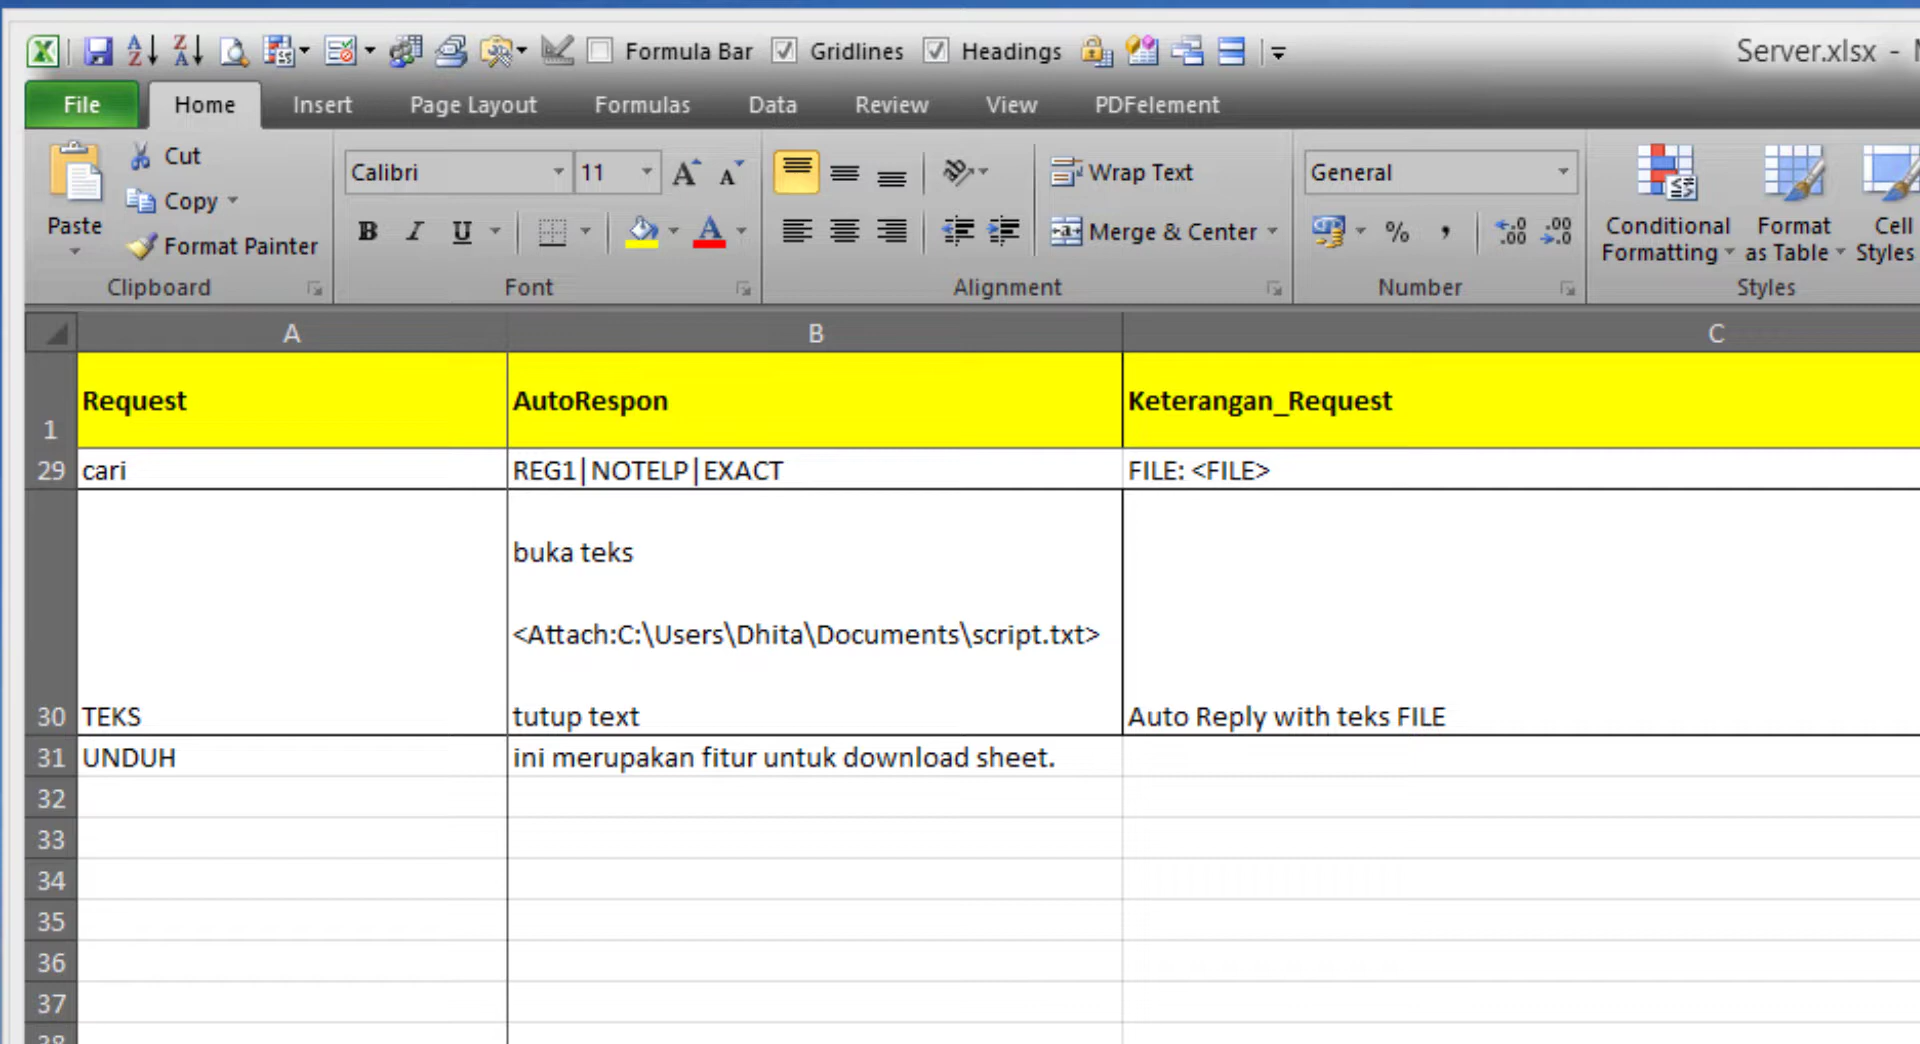 Formula Bar Gridlines Headings Server.xlsx -
File Home Insert Page Layout Formulas Data Review View PDFelement
Paste
Cut
Copy
Format Painter
Clipboard
Calibri 11
B I U
Font
Wrap Text
Merge & Center
Alignment
General
Number
Conditional Formatting
Format as Table
Cell Styles
Styles
A B C
1 Request AutoRespon Keterangan_Request
29 cari REG1|NOTELP|EXACT FILE: <FILE>
buka teks
<Attach:C:\Users\Dhita\Documents\script.txt>
30 TEKS tutup text Auto Reply with teks FILE
31 UNDUH ini merupakan fitur untuk download sheet.
32
33
34
35
36
37
38